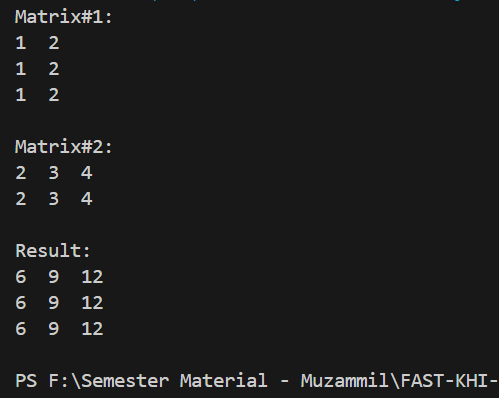 Matrix#1:
1 2
1 2
1 2
Matrix#2:
2 3 4
2 3 4
Result:
6 9 12
6 9 12
6 9 12
PS F:\Semester Material - Muzammil\FAST-KHI-